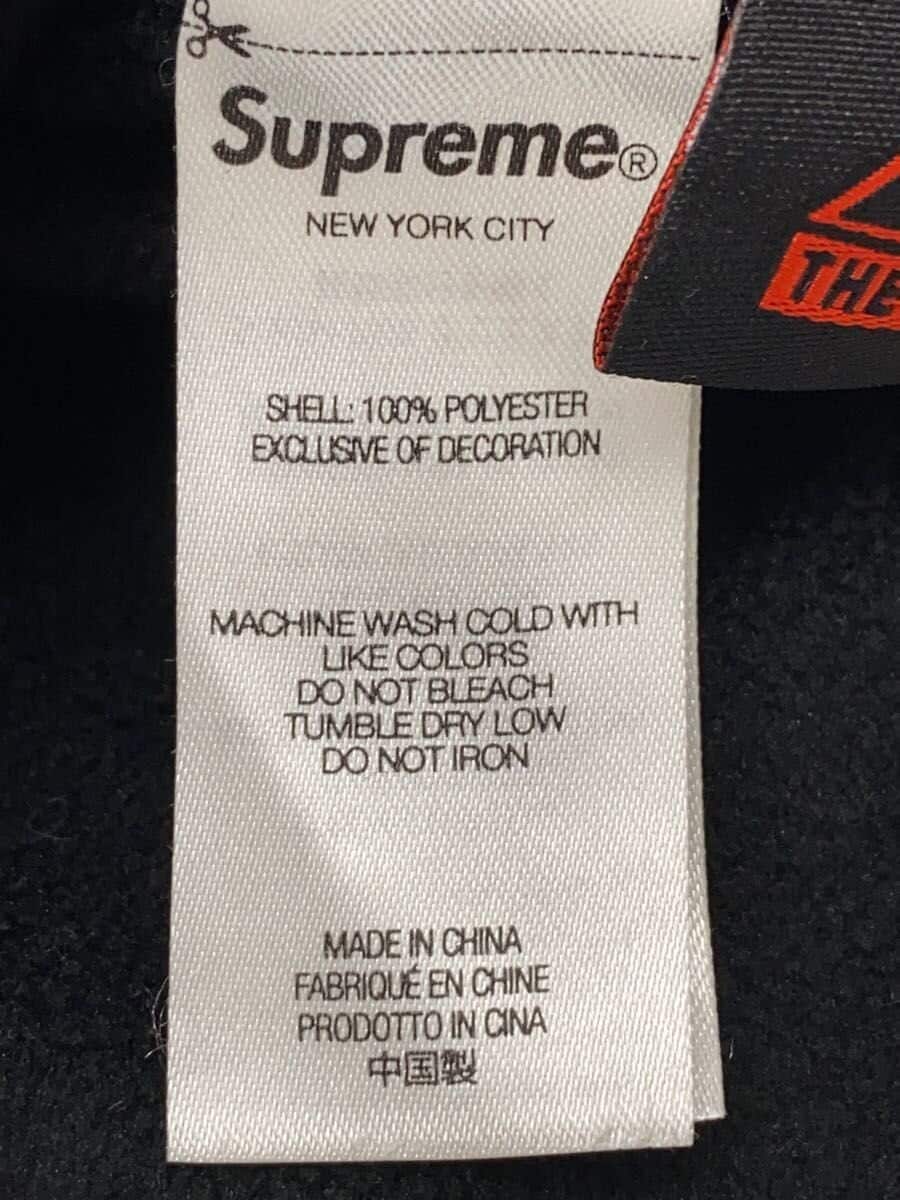 Supreme®
NEW YORK CITY
THE
SHELL: 100% POLYESTER
EXCLUSIVE OF DECORATION
MACHINE WASH COLD WITH
LIKE COLORS
DO NOT BLEACH
TUMBLE DRY LOW
DO NOT IRON
MADE IN CHINA
FABRIQUÉ EN CHINE
PRODOTTO IN CINA
中国製